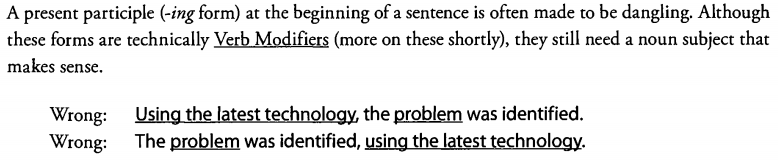 A present participle (-ing form) at the beginning of a sentence is often made to be dangling. Although
these forms are technically Verb Modifiers (more on these shortly), they still need a noun subject that
makes sense.
Wrong: Using the latest technology, the problem was identified.
Wrong: The problem was identified, using the latest technology.